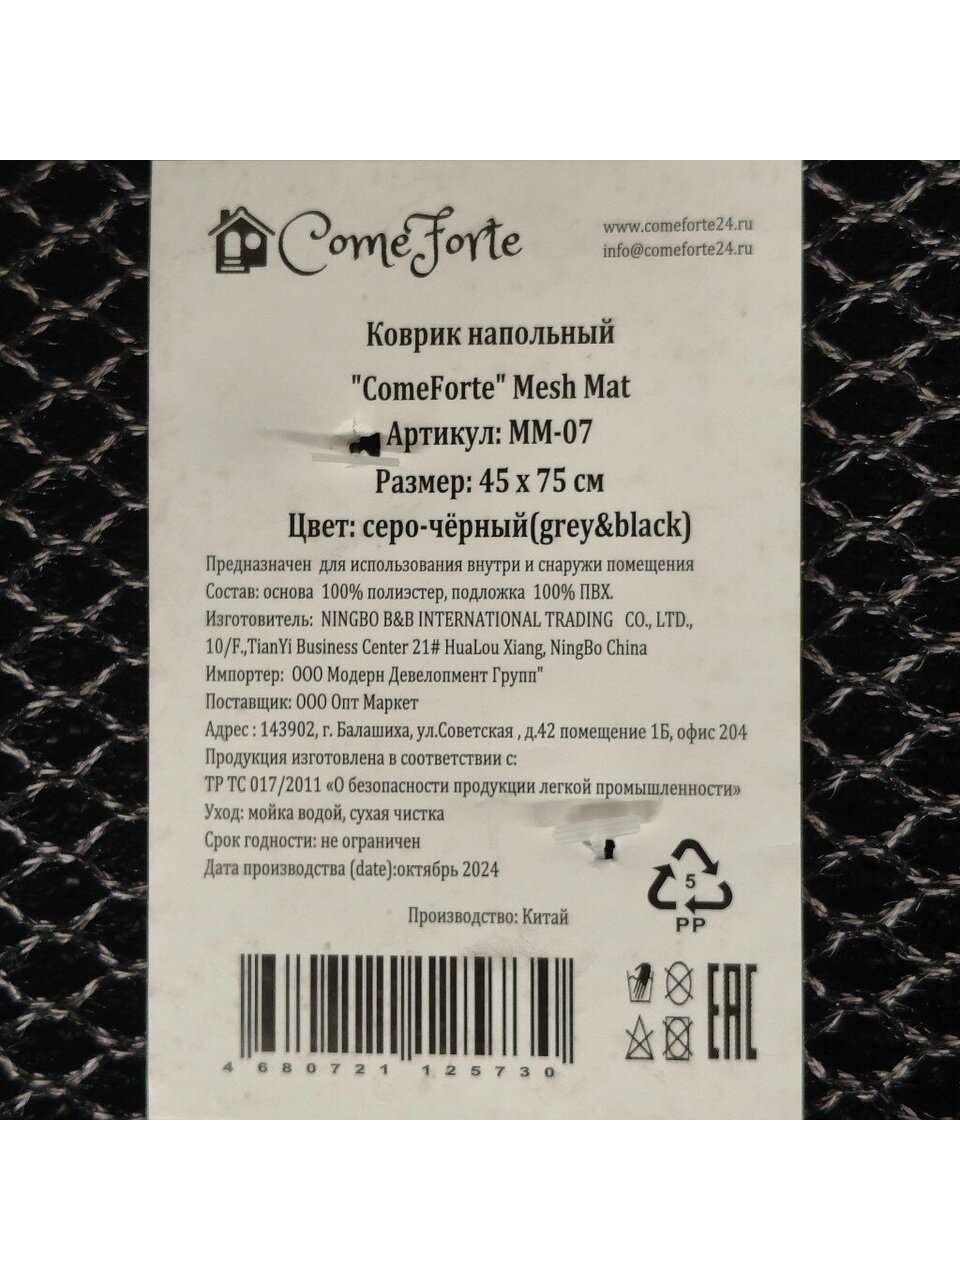 ComeForte
www.comeforte24.ru
info@comeforte24.ru
Коврик напольный
"ComeForte" Mesh Mat
Артикул: ММ-07
Размер: 45 х 75 см
Цвет: серо-чёрный(grey&black)
Предназначен для использования внутри и снаружи помещения
Состав: основа 100% полиэстер, подложка 100% ПВХ.
Изготовитель: NINGBO B&B INTERNATIONAL TRADING CO., LTD.,
10/F.,TianYi Business Center 21# HuaLou Xiang, NingBo China
Импортер: ООО Модерн Девелопмент Групп"
Поставщик: ООО Опт Маркет
Адрес : 143902, г. Балашиха, ул.Советская , д.42 помещение 1Б, офис 204
Продукция изготовлена в соответствии с:
ТР ТС 017/2011 «О безопасности продукции легкой промышленности»
Уход: мойка водой, сухая чистка
Срок годности: не ограничен
Дата производства (date):октябрь 2024
5
PP
Производство: Китай
4 680721 125730
EAC